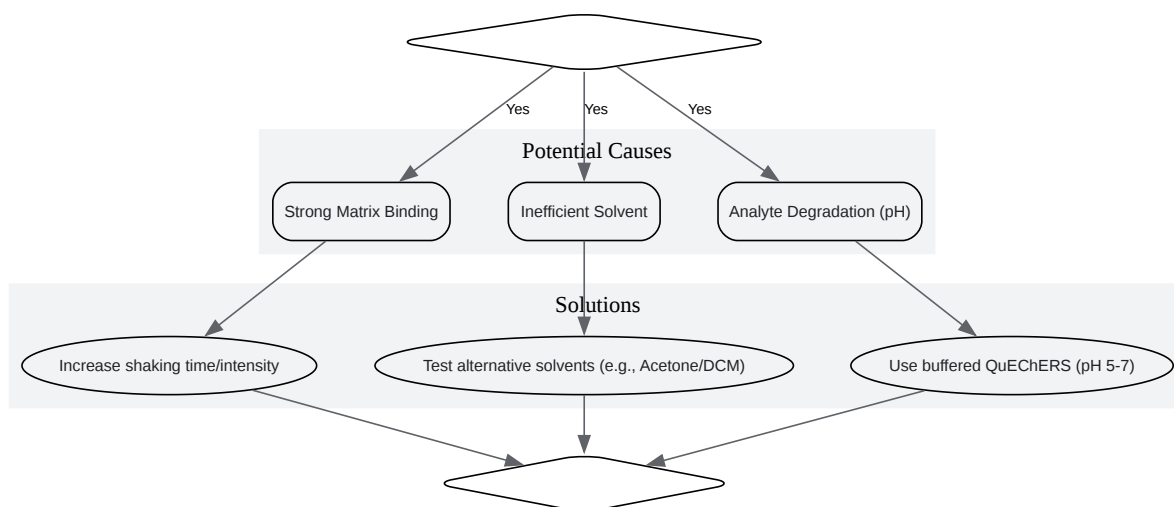 Yes
Yes
Yes
Potential Causes
Strong Matrix Binding
Inefficient Solvent
Analyte Degradation (pH)
Solutions
Increase shaking time/intensity
Test alternative solvents (e.g., Acetone/DCM)
Use buffered QuEChERS (pH 5-7)